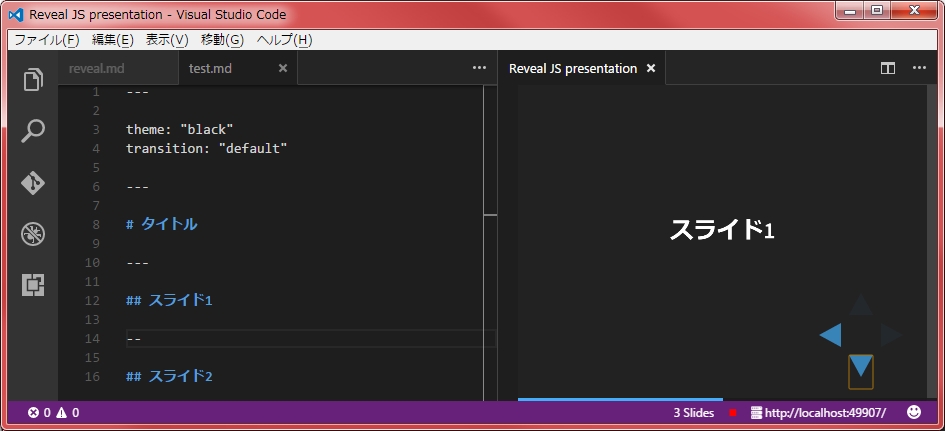 Reveal JS presentation - Visual Studio Code
ファイル(F) 編集(E) 表示(V) 移動(G) ヘルプ(H)
reveal.md test.md × ···
1 ---
2
3 theme: "black"
4 transition: "default"
5
6 ---
7
8 # タイトル
9
10 ---
11
12 ## スライド1
13
14 --
15
16 ## スライド2
Reveal JS presentation × ···
スライド1
0 0
3 Slides http://localhost:49907/